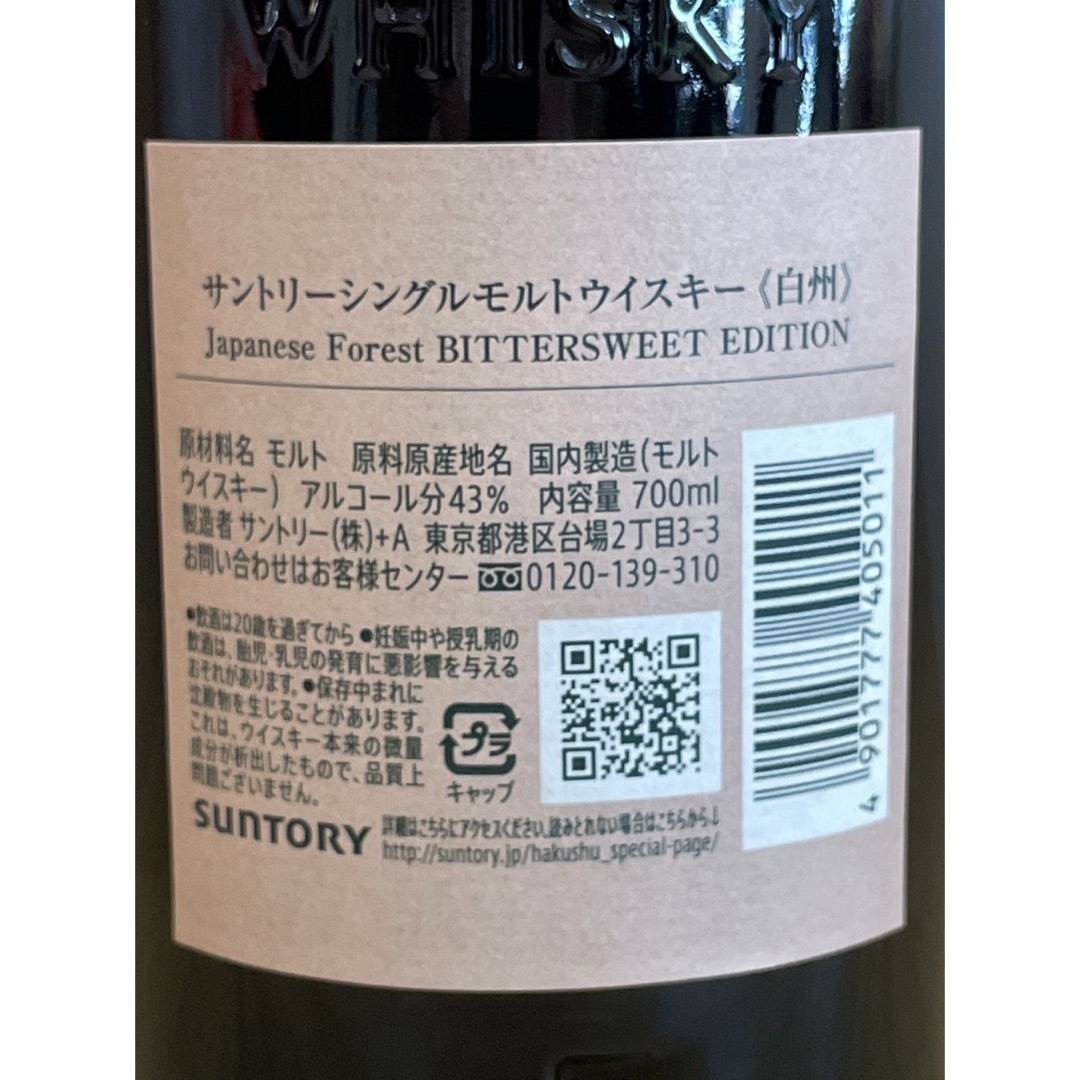 WHISKY
サントリーシングルモルトウイスキー《白州》
Japanese Forest BITTERSWEET EDITION
原材料名 モルト 原料原産地名 国内製造(モルト
ウイスキー) アルコール分43% 内容量 700ml
製造者 サントリー(株)+A 東京都港区台場2丁目3-3
お問い合わせはお客様センター 0120-139-310
●飲酒は20歳を過ぎてから ●妊娠中や授乳期の
飲酒は、胎児・乳児の発育に悪影響を与える
おそれがあります。●保存中まれに
沈殿物を生じることがあります。
これは、ウイスキー本来の微量
成分が析出したもので、品質上
問題ございません。
プラ
キャップ
SUNTORY
詳細はこちらにアクセスください。読みとれない場合はこちらから↓
http://suntory.jp/hakushu_special-page/
4 901777 405011